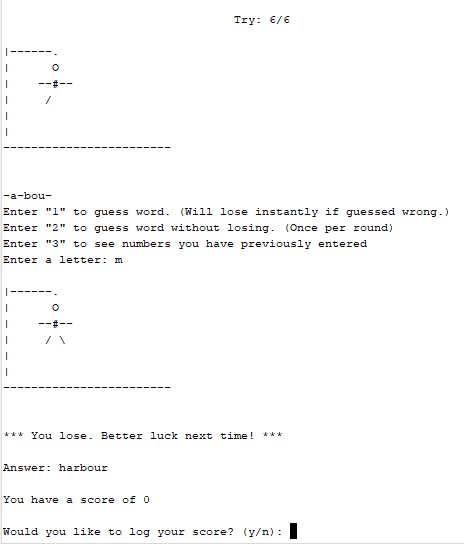 Try: 6/6
|------.
|      O
|    --#--
|     /
|
|
------------------------
-a-bou-
Enter "1" to guess word. (Will lose instantly if guessed wrong.)
Enter "2" to guess word without losing. (Once per round)
Enter "3" to see numbers you have previously entered
Enter a letter: m
|------.
|      O
|    --#--
|     / \
|
|
------------------------
*** You lose. Better luck next time! ***
Answer: harbour
You have a score of 0
Would you like to log your score? (y/n):